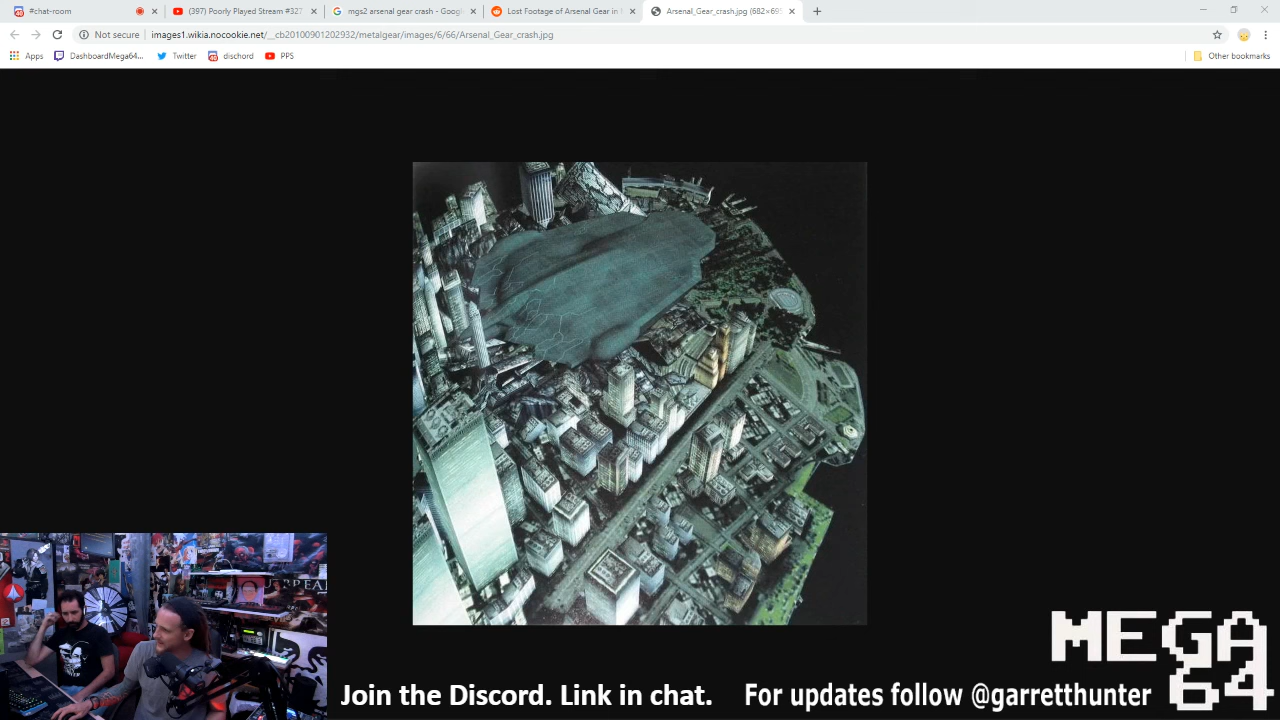 #chat-room
(397) Poorly Played Stream #327
mgs2 arsenal gear crash - Goog
Lost Footage of Arsenal Gear in
Arsenal_Gear_crash.jpg (682×695
Not secure
images1.wikia.nocookie.net/__cb20100901202932/metalgear/images/6/66/Arsenal_Gear_crash.jpg
Apps
DashboardMega64...
Twitter
dischord
PPS
Other bookmarks
Join the Discord. Link in chat.
For updates follow @garretthunter
MEGA
64